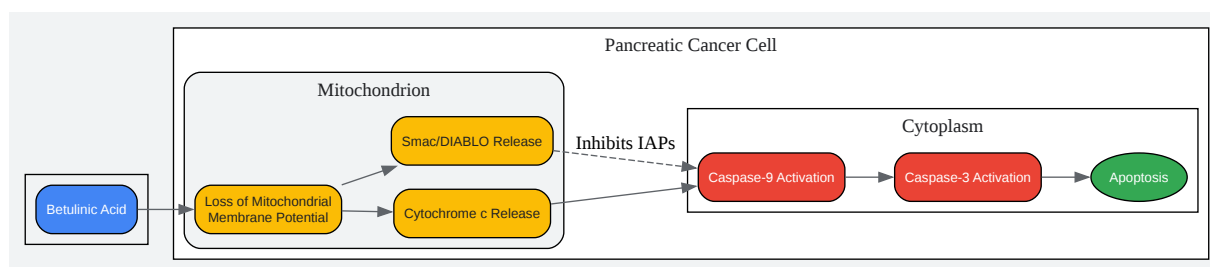 Pancreatic Cancer Cell
Mitochondrion
Smac/DIABLO Release
Inhibits IAPs
Cytoplasm
Betulinic Acid
Loss of Mitochondrial
Membrane Potential
Cytochrome c Release
Caspase-9 Activation
Caspase-3 Activation
Apoptosis